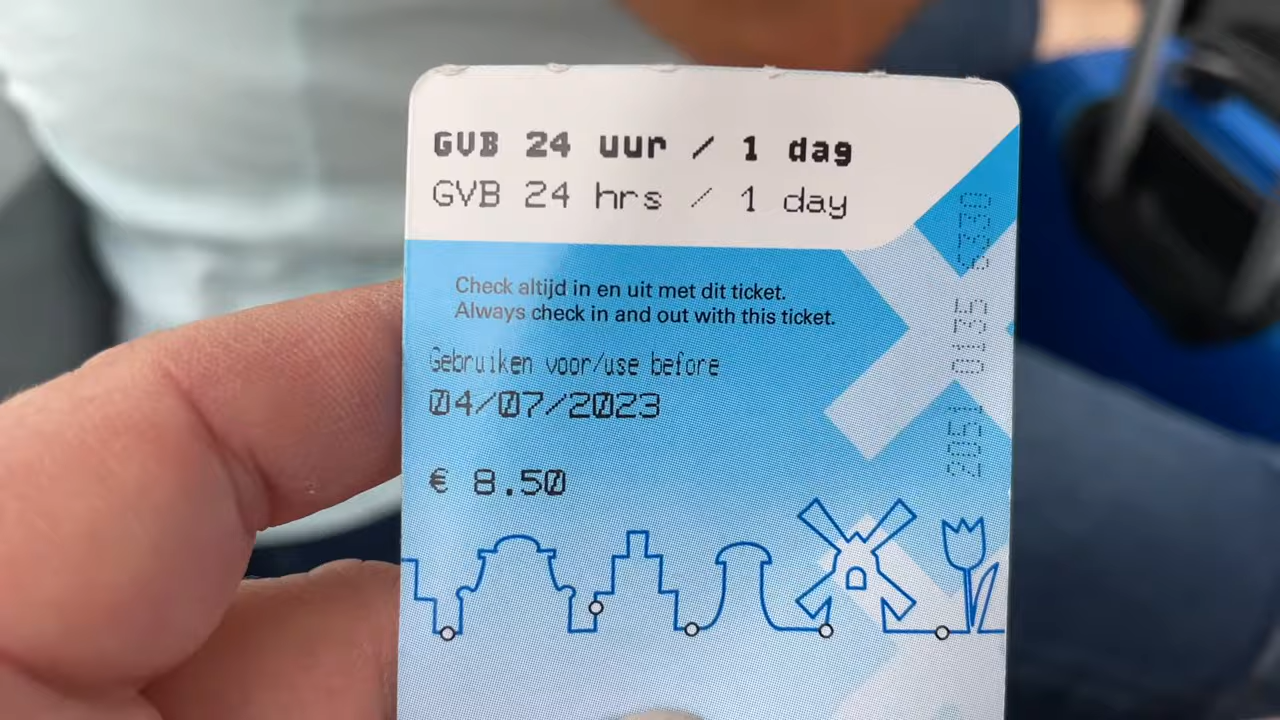 GVB 24 uur / 1 dag
GVB 24 hrs / 1 day
Check altijd in en uit met dit ticket.
Always check in and out with this ticket.
Gebruiken voor/use before
04/07/2023
€ 8.50
2051 0135 6330